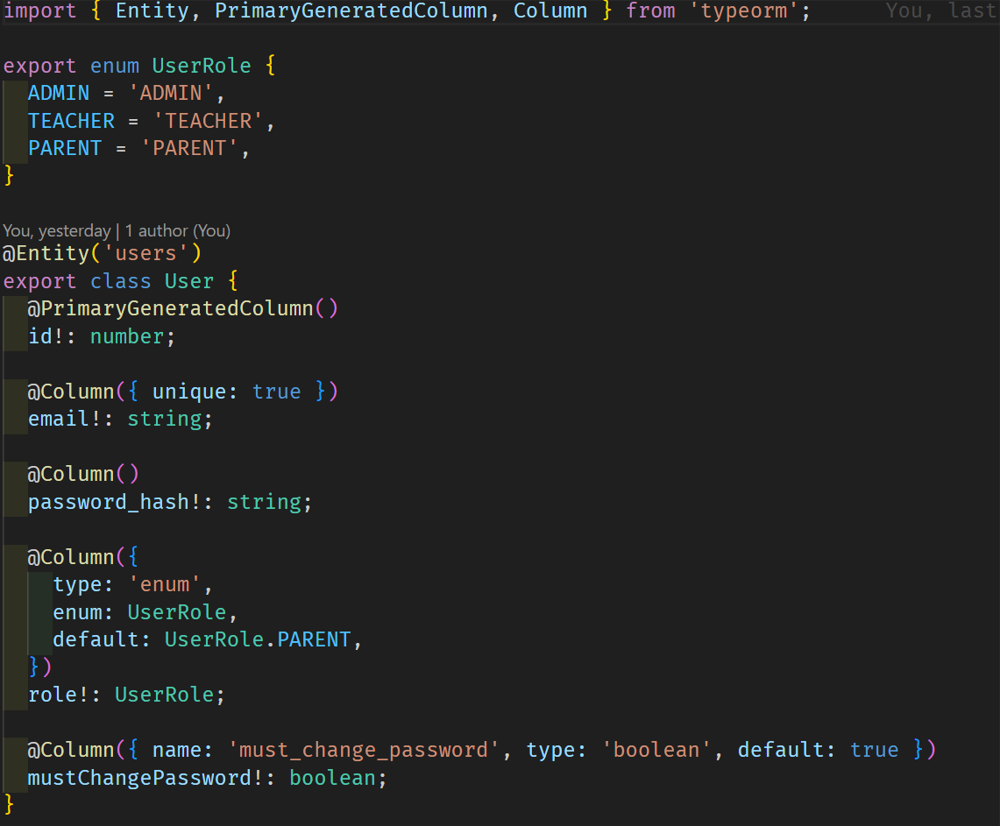 import { Entity, PrimaryGeneratedColumn, Column } from 'typeorm'; You, last
export enum UserRole {
ADMIN = 'ADMIN',
TEACHER = 'TEACHER',
PARENT = 'PARENT',
}
You, yesterday | 1 author (You)
@Entity('users')
export class User {
@PrimaryGeneratedColumn()
id!: number;
@Column({ unique: true })
email!: string;
@Column()
password_hash!: string;
@Column({
type: 'enum',
enum: UserRole,
default: UserRole.PARENT,
})
role!: UserRole;
@Column({ name: 'must_change_password', type: 'boolean', default: true })
mustChangePassword!: boolean;
}